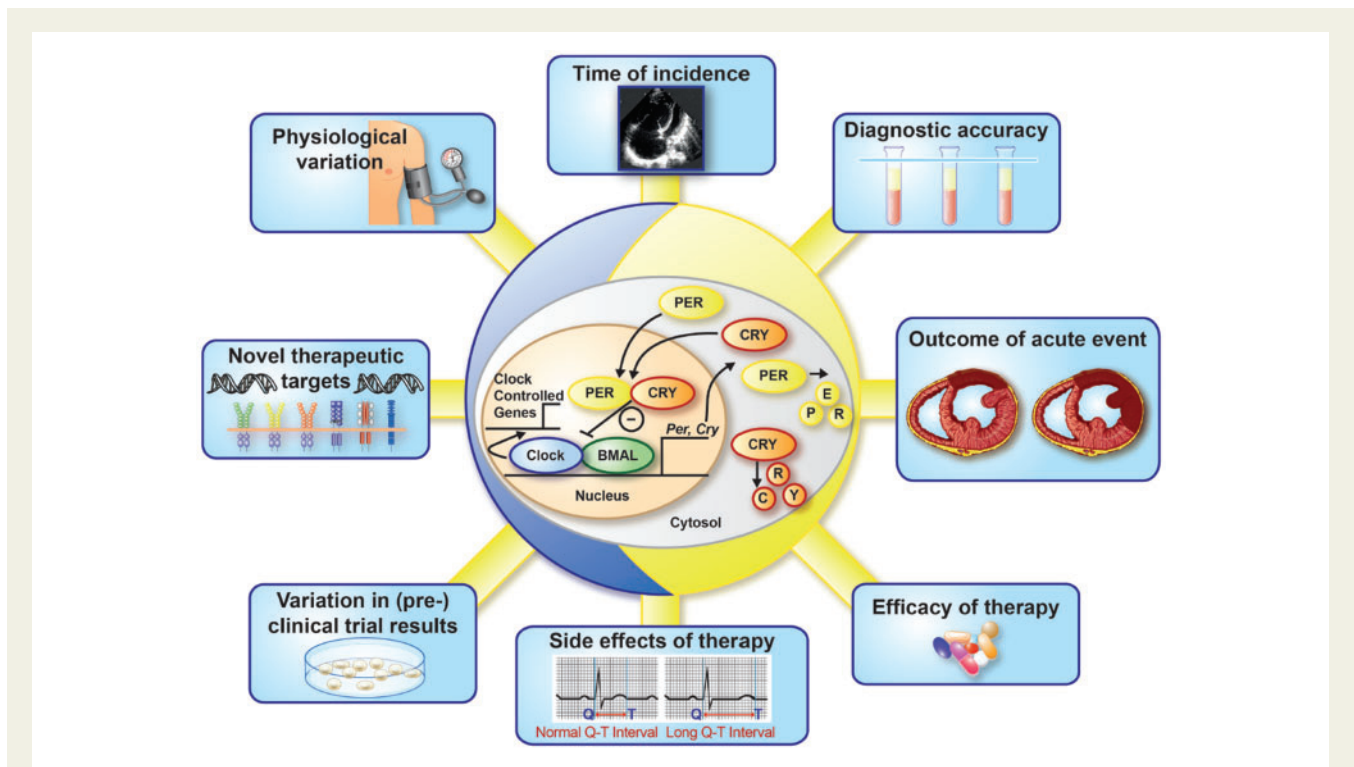 Time of incidence
Physiological
variation
Diagnostic accuracy
Novel therapeutic
targets
Outcome of acute event
PER
CRY
PER
E
P
R
Clock
Controlled
Genes
PER
CRY
−
Per, Cry
Clock
BMAL
Nucleus
CRY
R
C
Y
Cytosol
Variation in (pre-)
clinical trial results
Side effects of therapy
Q
T
Q
T
Normal Q-T Interval
Long Q-T Interval
Efficacy of therapy